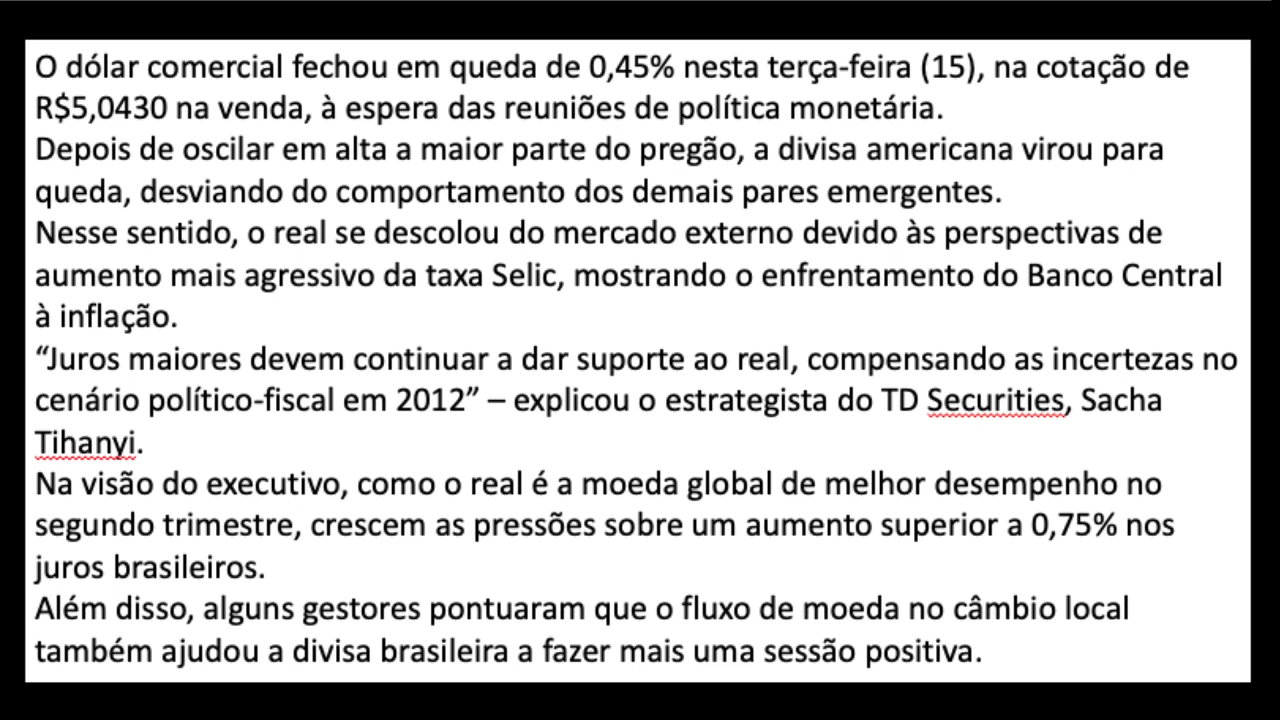 O dólar comercial fechou em queda de 0,45% nesta terça-feira (15), na cotação de
R$5,0430 na venda, à espera das reuniões de política monetária.
Depois de oscilar em alta a maior parte do pregão, a divisa americana virou para
queda, desviando do comportamento dos demais pares emergentes.
Nesse sentido, o real se descolou do mercado externo devido às perspectivas de
aumento mais agressivo da taxa Selic, mostrando o enfrentamento do Banco Central
à inflação.
“Juros maiores devem continuar a dar suporte ao real, compensando as incertezas no
cenário político-fiscal em 2012” – explicou o estrategista do TD Securities, Sacha
Tihanyi.
Na visão do executivo, como o real é a moeda global de melhor desempenho no
segundo trimestre, crescem as pressões sobre um aumento superior a 0,75% nos
juros brasileiros.
Além disso, alguns gestores pontuaram que o fluxo de moeda no câmbio local
também ajudou a divisa brasileira a fazer mais uma sessão positiva.